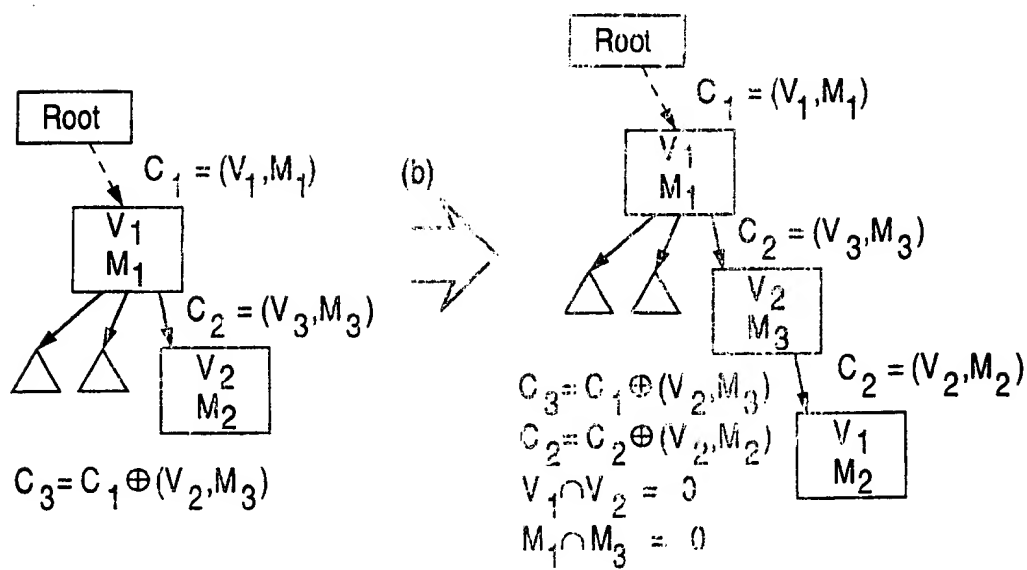 Root
C1 = (V1,M1)
V1
M1
C2 = (V3,M3)
V2
M2
C3= C1 ⊕(V2,M3)
(b)
Root
C1 = (V1,M1)
V1
M1
C2 = (V3,M3)
V2
M3
C2 = (V2,M2)
V1
M2
C3= C1 ⊕(V2,M3)
C2= C2 ⊕(V2,M2)
V1∩V2 = 0
M1∩M3 = 0